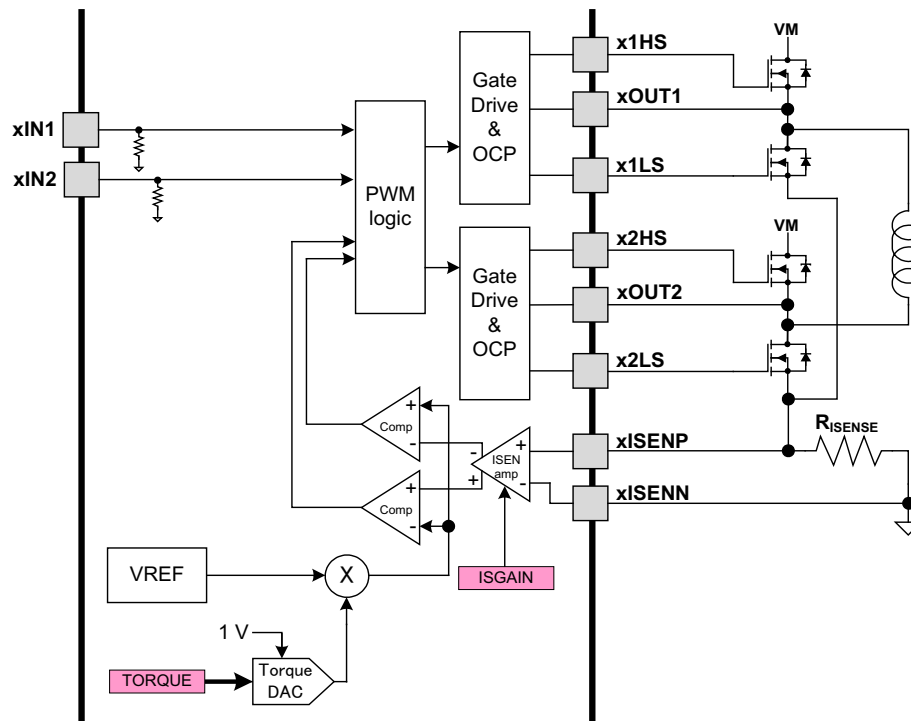 x1HS
VM
xOUT1
xIN1
xIN2
x1LS
Gate
Drive
&
OCP
PWM
logic
x2HS
VM
xOUT2
Gate
Drive
&
OCP
x2LS
+
Comp
-
xISENP
RISENSE
-
+
ISEN
amp
+
-
+
Comp
-
xISENN
VREF
X
ISGAIN
1 V
TORQUE
Torque
DAC